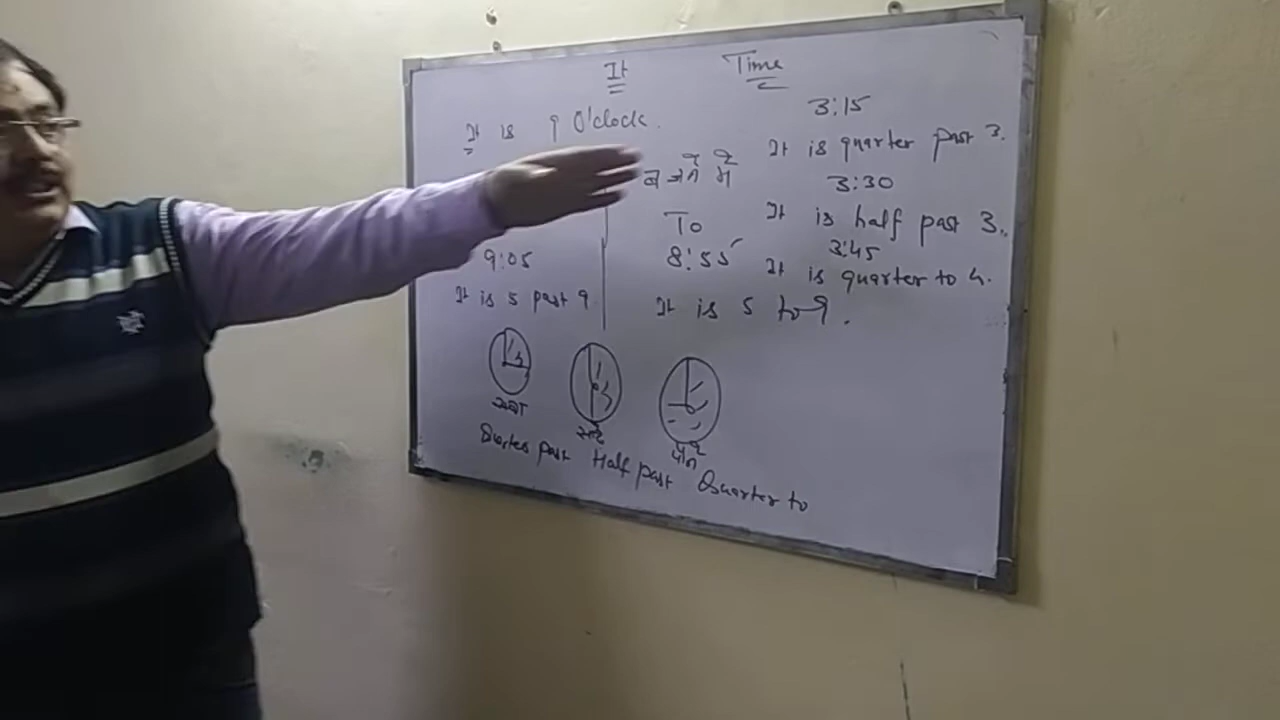 It Time
It is 9 O'clock.
9:05
It is 5 past 9
बजने में
To
8:55
It is 5 to 9.
3:15
It is quarter past 3.
3:30
It is half past 3.
3:45
It is quarter to 4.
सवा साढ़े पौने
Quarter past Half past Quarter to